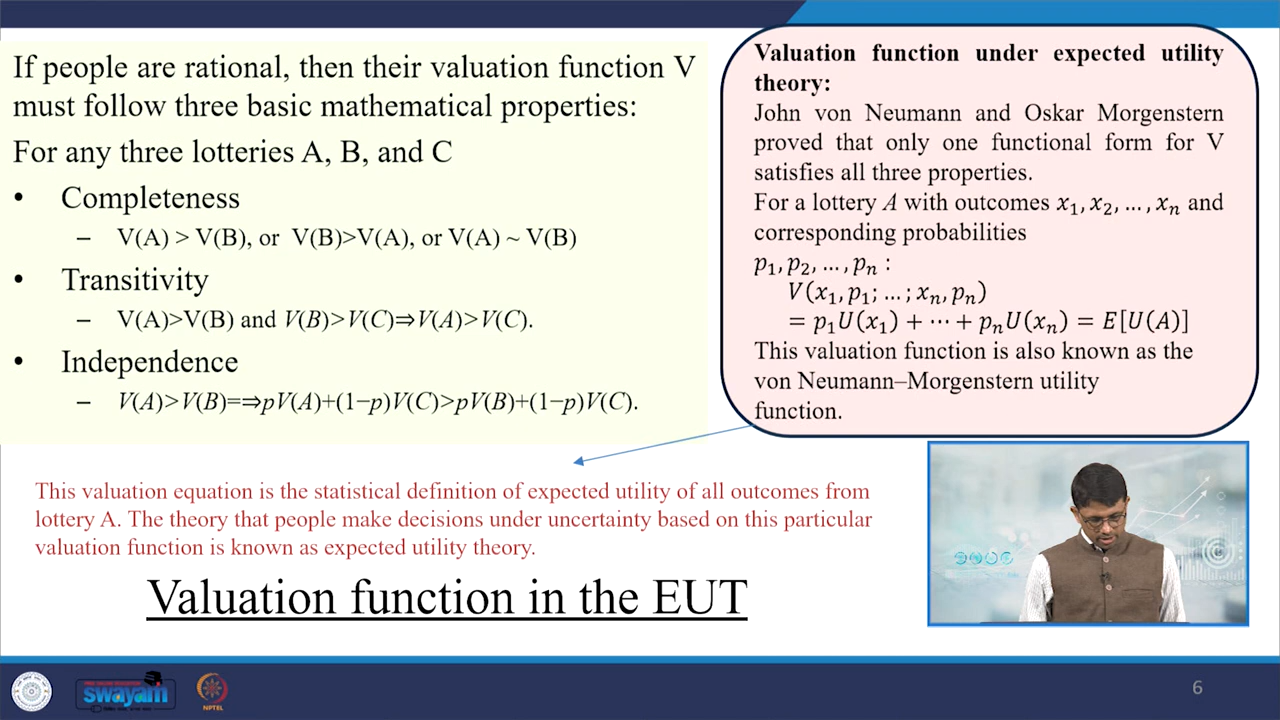 If people are rational, then their valuation function V
must follow three basic mathematical properties:
For any three lotteries A, B, and C
• Completeness
– V(A) > V(B), or V(B)>V(A), or V(A) ~ V(B)
• Transitivity
– V(A)>V(B) and V(B)>V(C)⇒V(A)>V(C).
• Independence
– V(A)>V(B)=⇒pV(A)+(1−p)V(C)>pV(B)+(1−p)V(C).
Valuation function under expected utility
theory:
John von Neumann and Oskar Morgenstern
proved that only one functional form for V
satisfies all three properties.
For a lottery A with outcomes x₁, x₂, …, xₙ and
corresponding probabilities
p₁, p₂, …, pₙ :
V(x₁, p₁; … ; xₙ, pₙ)
= p₁U(x₁) + ⋯ + pₙU(xₙ) = E[U(A)]
This valuation function is also known as the
von Neumann–Morgenstern utility
function.
This valuation equation is the statistical definition of expected utility of all outcomes from
lottery A. The theory that people make decisions under uncertainty based on this particular
valuation function is known as expected utility theory.
Valuation function in the EUT
swayam
NPTEL
6